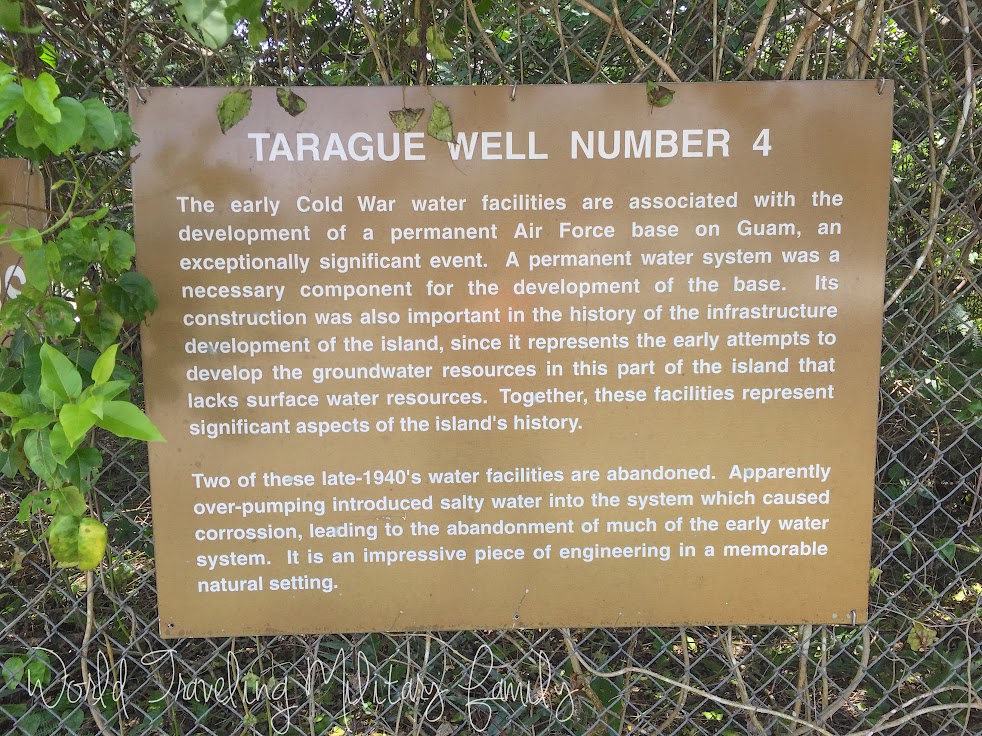 TARAGUE WELL NUMBER 4
The early Cold War water facilities are associated with the
development of a permanent Air Force base on Guam, an
exceptionally significant event. A permanent water system was a
necessary component for the development of the base. Its
construction was also important in the history of the infrastructure
development of the island, since it represents the early attempts to
develop the groundwater resources in this part of the island that
lacks surface water resources. Together, these facilities represent
significant aspects of the island's history.
Two of these late-1940's water facilities are abandoned. Apparently
over-pumping introduced salty water into the system which caused
corrossion, leading to the abandonment of much of the early water
system. It is an impressive piece of engineering in a memorable
natural setting.
World Traveling Military Family